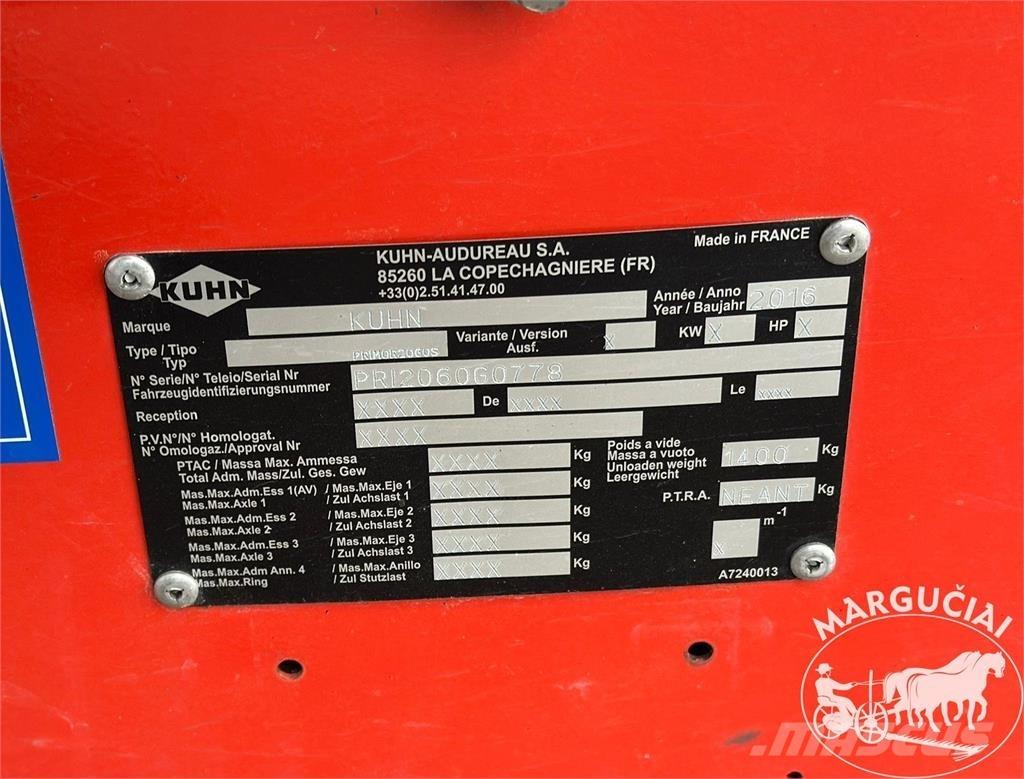 KUHN-AUDUREAU S.A.
85260 LA COPECHAGNIERE (FR)
+33(0)2.51.41.47.00
Made in FRANCE
KUHN
Marque KUHN
Année / Anno
Year / Baujahr 2016
Type / Tipo
Typ
Variante / Version
Ausf. X
KW X
HP X
N° Serie/N° Teleio/Serial Nr
Fahrzeugidentifizierungsnummer
PRI2060G0778
Reception XXXX De XXXX Le XXXX
P.V.N°/N° Homologat.
N° Omologaz./Approval Nr
XXXX
PTAC / Massa Max. Ammessa
Total Adm. Mass/Zul. Ges. Gew
XXXX Kg
Mas.Max.Adm.Ess 1(AV) / Mas.Max.Eje 1
Mas.Max.Axle 1 / Zul Achslast 1
XXXX Kg
Mas.Max.Adm.Ess 2 / Mas.Max.Eje 2
Mas.Max.Axle 2 / Zul Achslast 2
XXXX Kg
Mas.Max.Adm.Ess 3 / Mas.Max.Eje 3
Mas.Max.Axle 3 / Zul Achslast 3
XXXX Kg
Mas.Max.Adm Ann. 4 / Mas.Max.Anillo
Mas.Max.Ring / Zul Stutzlast
XXXX Kg
Poids a vide
Massa a vuoto
Unloaden weight
Leergewicht
1400 Kg
P.T.R.A. NEANT Kg
X m-1
A7240013
MARGUČIAI
mascus